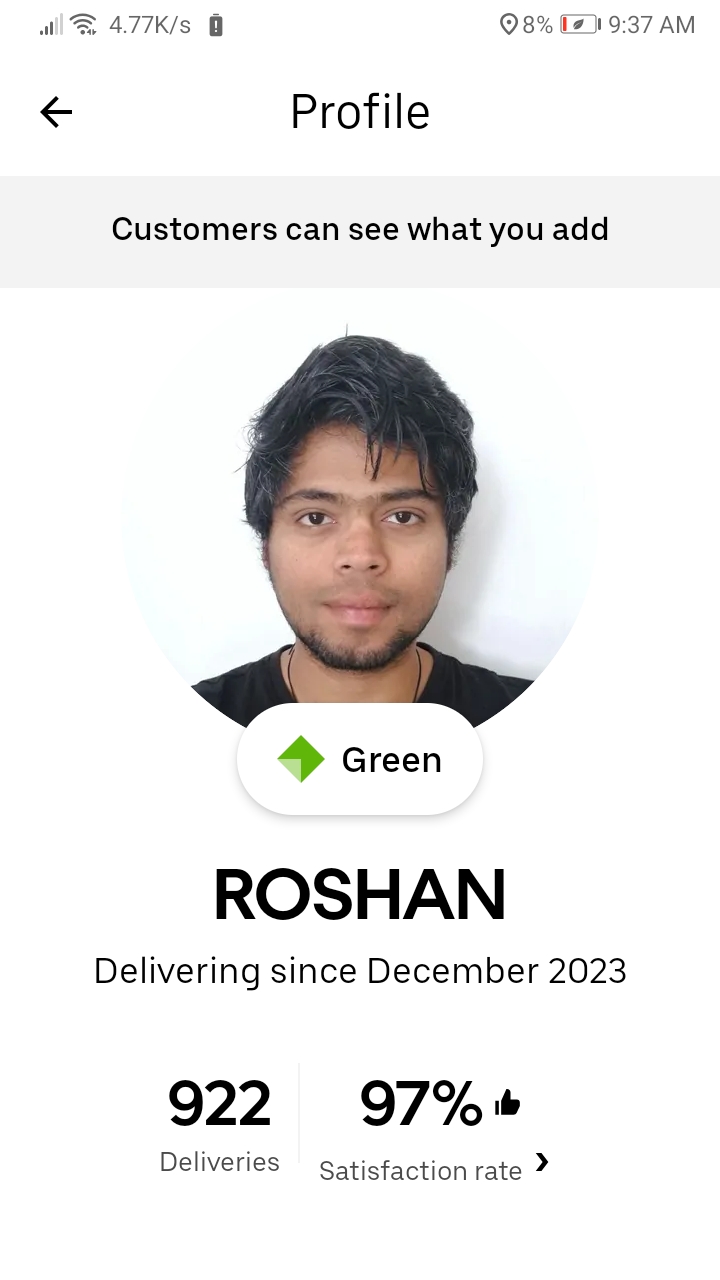 4.77K/s 8% 9:37 AM
Profile
Customers can see what you add
Green
ROSHAN
Delivering since December 2023
922 97%
Deliveries Satisfaction rate